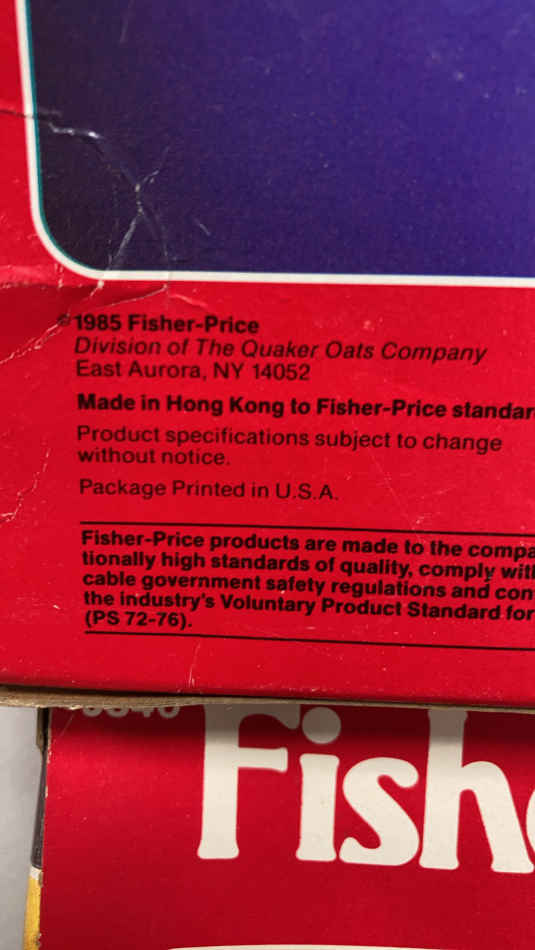 ©1985 Fisher-Price
Division of The Quaker Oats Company
East Aurora, NY 14052
Made in Hong Kong to Fisher-Price standar
Product specifications subject to change
without notice.
Package Printed in U.S.A.
Fisher-Price products are made to the compa
tionally high standards of quality, comply with
cable government safety regulations and con
the industry's Voluntary Product Standard for
(PS 72-76).
Fishe